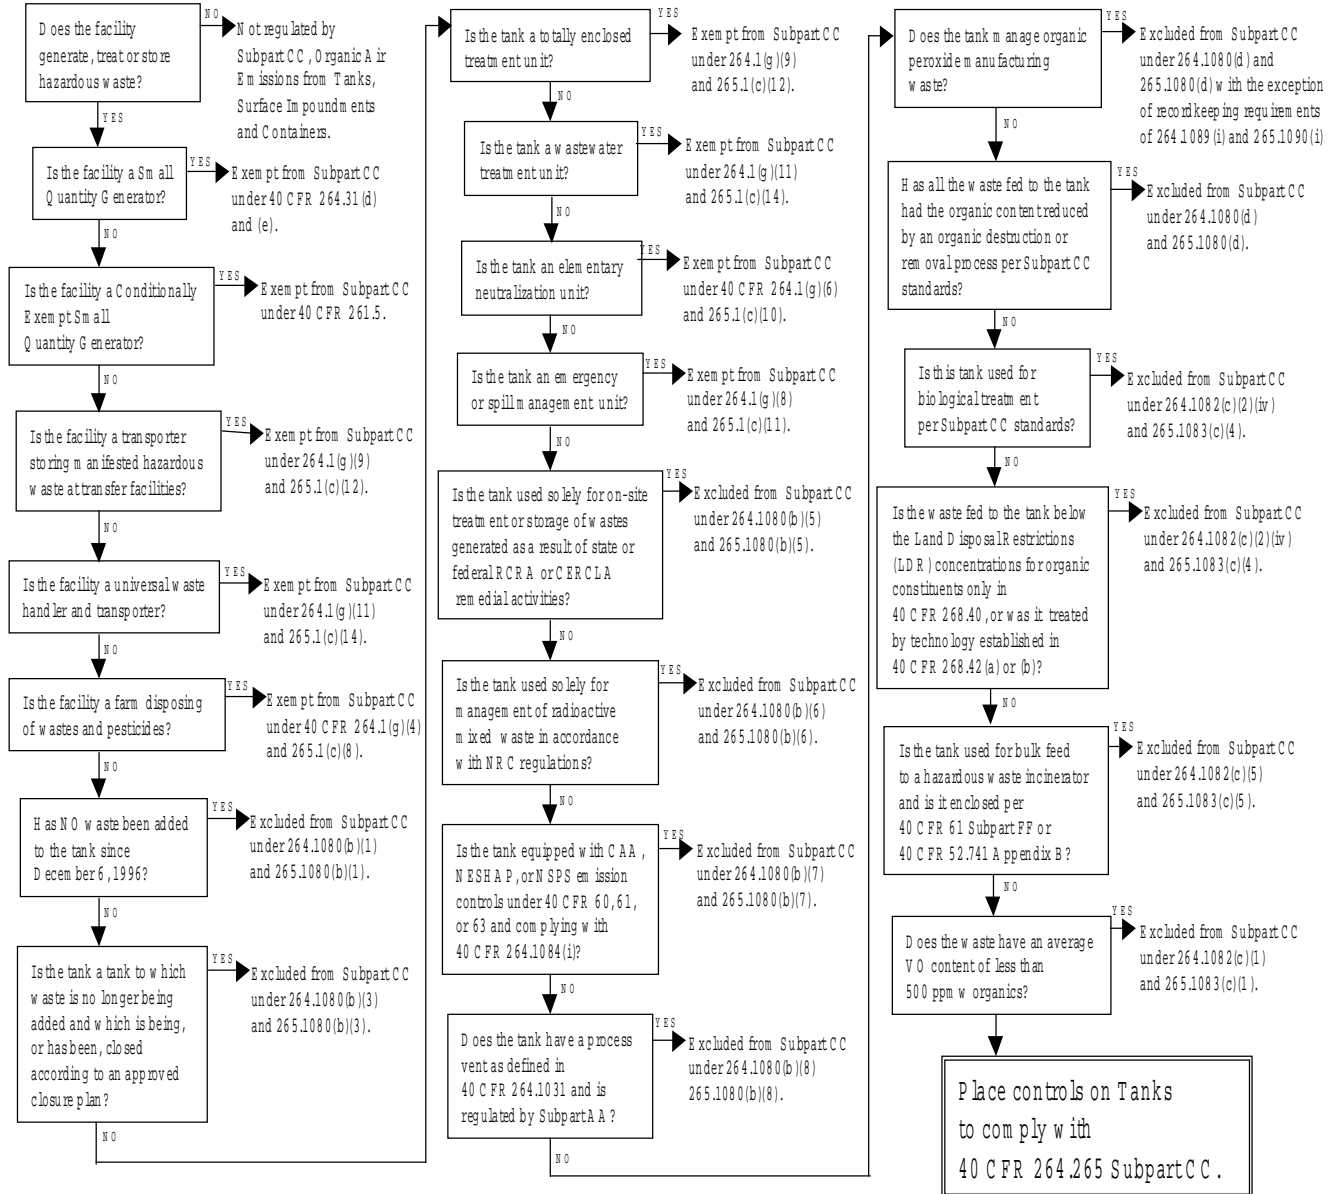 Does the facility
generate, treat or store
hazardous waste?
NO
Not regulated by
Subpart CC, Organic Air
Emissions from Tanks,
Surface Impoundments
and Containers.
YES
Is the facility a Small
Quantity Generator?
YES
Exempt from Subpart CC
under 40 CFR 264.31(d)
and (e).
NO
Is the facility a Conditionally
Exempt Small
Quantity Generator?
YES
Exempt from Subpart CC
under 40 CFR 261.5.
NO
Is the facility a transporter
storing manifested hazardous
waste at transfer facilities?
YES
Exempt from Subpart CC
under 264.1(g)(9)
and 265.1(c)(12).
NO
Is the facility a universal waste
handler and transporter?
YES
Exempt from Subpart CC
under 264.1(g)(11)
and 265.1(c)(14).
NO
Is the facility a farm disposing
of wastes and pesticides?
YES
Exempt from Subpart CC
under 40 CFR 264.1(g)(4)
and 265.1(c)(8).
NO
Has NO waste been added
to the tank since
December 6, 1996?
YES
Excluded from Subpart CC
under 264.1080(b)(1)
and 265.1080(b)(1).
NO
Is the tank a tank to which
waste is no longer being
added and which is being,
or has been, closed
according to an approved
closure plan?
YES
Excluded from Subpart CC
under 264.1080(b)(3)
and 265.1080(b)(3).
NO
Is the tank a totally enclosed
treatment unit?
YES
Exempt from Subpart CC
under 264.1(g)(9)
and 265.1(c)(12).
NO
Is the tank a wastewater
treatment unit?
YES
Exempt from Subpart CC
under 264.1(g)(11)
and 265.1(c)(14).
NO
Is the tank an elementary
neutralization unit?
YES
Exempt from Subpart CC
under 40 CFR 264.1(g)(6)
and 265.1(c)(10).
NO
Is the tank an emergency
or spill management unit?
YES
Exempt from Subpart CC
under 264.1(g)(8)
and 265.1(c)(11).
NO
Is the tank used solely for on-site
treatment or storage of wastes
generated as a result of state or
federal RCRA or CERCLA
remedial activities?
YES
Excluded from Subpart CC
under 264.1080(b)(5)
and 265.1080(b)(5).
NO
Is the tank used solely for
management of radioactive
mixed waste in accordance
with NRC regulations?
YES
Excluded from Subpart CC
under 264.1080(b)(6)
and 265.1080(b)(6).
NO
Is the tank equipped with CAA,
NESHAP, or NSPS emission
controls under 40 CFR 60, 61,
or 63 and complying with
40 CFR 264.1084(i)?
YES
Excluded from Subpart CC
under 264.1080(b)(7)
and 265.1080(b)(7).
NO
Does the tank have a process
vent as defined in
40 CFR 264.1031 and is
regulated by Subpart AA?
YES
Excluded from Subpart CC
under 264.1080(b)(8)
265.1080(b)(8).
NO
Does the tank manage organic
peroxide manufacturing
waste?
YES
Excluded from Subpart CC
under 264.1080(d) and
265.1080(d) with the exception
of recordkeeping requirements
of 264.1089(i) and 265.1090(i)
NO
Has all the waste fed to the tank
had the organic content reduced
by an organic destruction or
removal process per Subpart CC
standards?
YES
Excluded from Subpart CC
under 264.1080(d)
and 265.1080(d).
NO
Is this tank used for
biological treatment
per Subpart CC standards?
YES
Excluded from Subpart CC
under 264.1082(c)(2)(iv)
and 265.1083(c)(4).
NO
Is the waste fed to the tank below
the Land Disposal Restrictions
(LDR) concentrations for organic
constituents only in
40 CFR 268.40, or was it treated
by technology established in
40 CFR 268.42(a) or (b)?
YES
Excluded from Subpart CC
under 264.1082(c)(2)(iv)
and 265.1083(c)(4).
NO
Is the tank used for bulk feed
to a hazardous waste incinerator
and is it enclosed per
40 CFR 61 Subpart FF or
40 CFR 52.741 Appendix B?
YES
Excluded from Subpart CC
under 264.1082(c)(5)
and 265.1083(c)(5).
NO
Does the waste have an average
VO content of less than
500 ppmw organics?
YES
Excluded from Subpart CC
under 264.1082(c)(1)
and 265.1083(c)(1).
Place controls on Tanks
to comply with
40 CFR 264.265 Subpart CC.